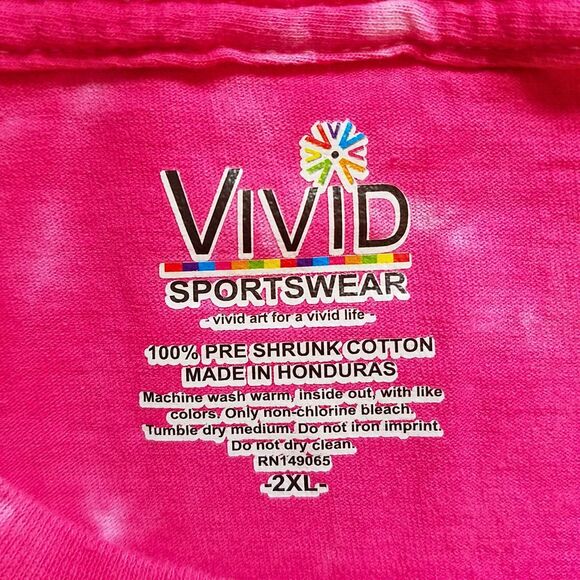 VIVID
SPORTSWEAR
- vivid art for a vivid life -
100% PRE SHRUNK COTTON
MADE IN HONDURAS
Machine wash warm, inside out, with like
colors. Only non-chlorine bleach.
Tumble dry medium. Do not iron imprint.
Do not dry clean.
RN149065
-2XL-